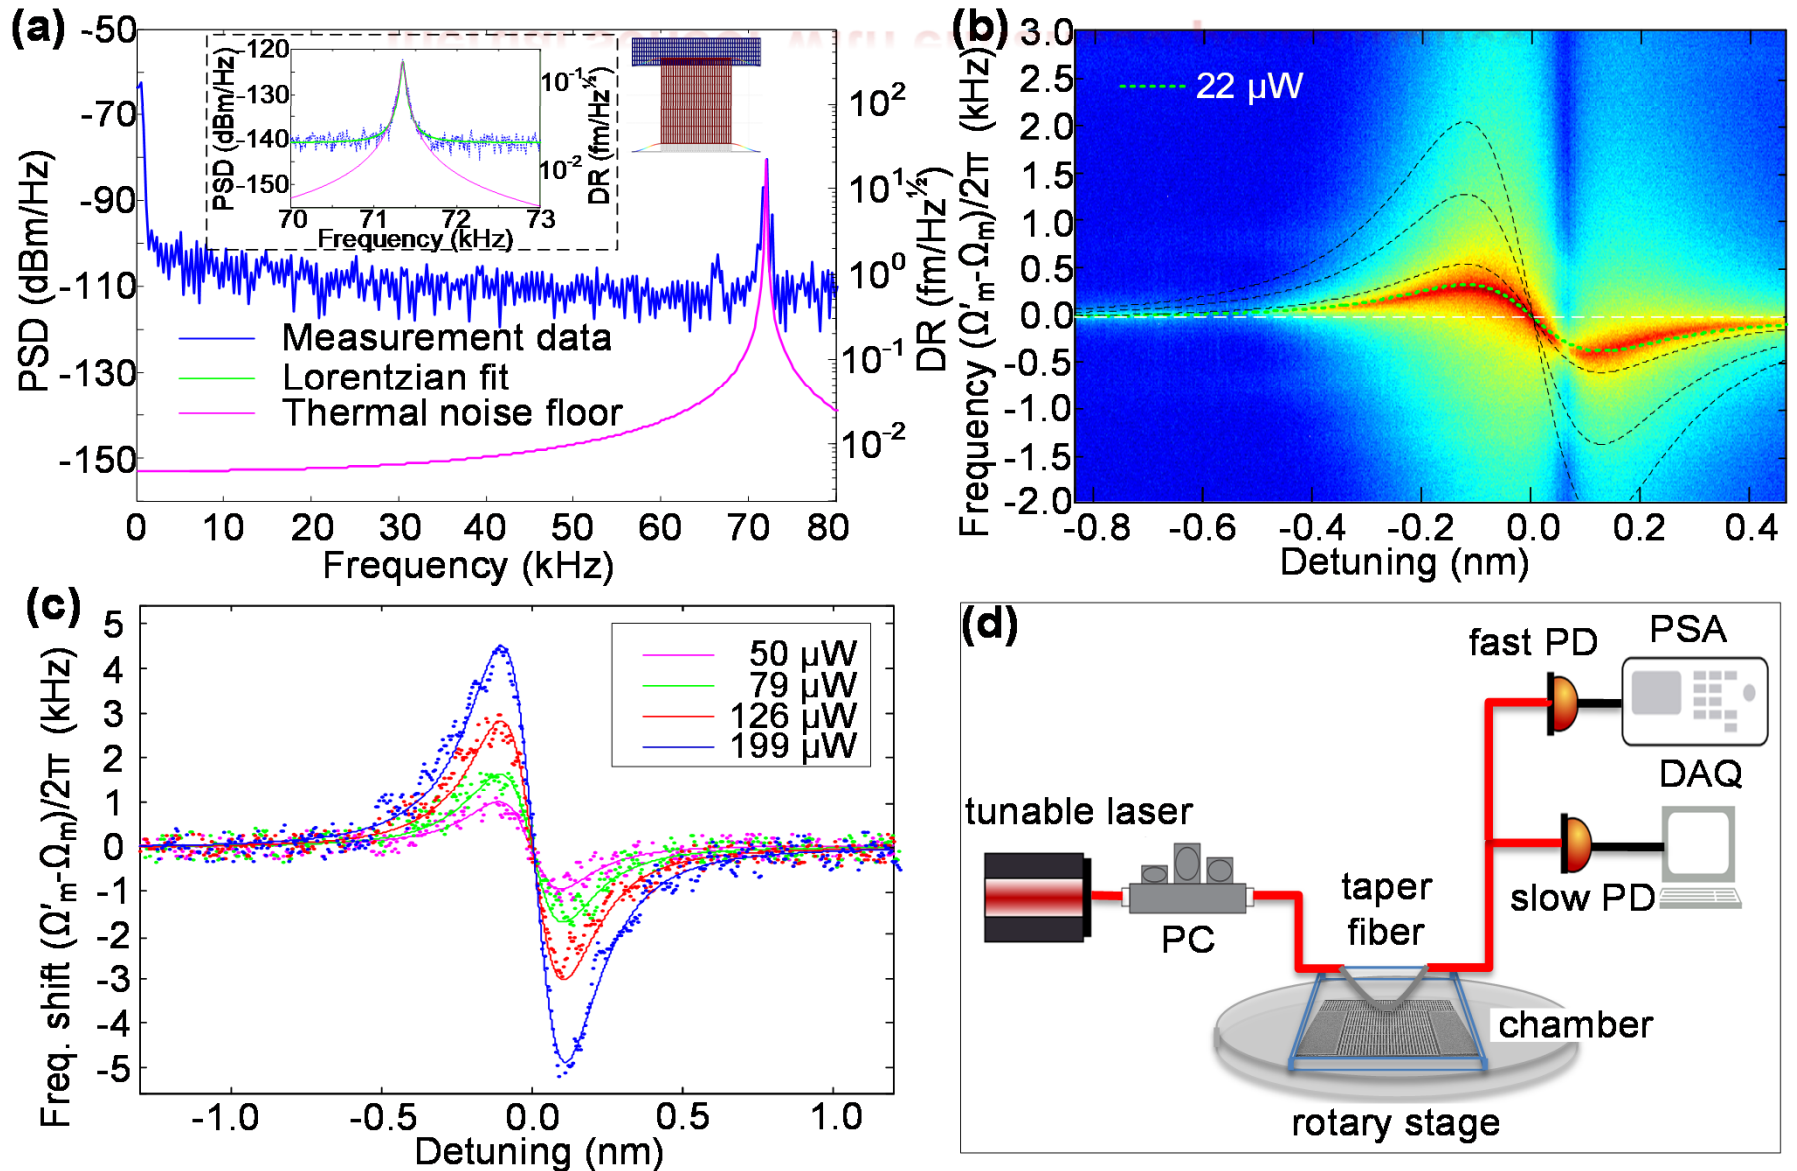 (a)
-50
-70
-90
-110
-130
-150
PSD (dBm/Hz)
0 10 20 30 40 50 60 70 80
Frequency (kHz)
10² 10¹ 10⁰ 10⁻¹ 10⁻²
DR (fm/Hz^½)
Measurement data
Lorentzian fit
Thermal noise floor
-120
-130
-140
-150
PSD (dBm/Hz)
70 71 72 73
Frequency (kHz)
10⁻¹
10⁻²
DR (fm/Hz^½)
(b)
3.0
2.5
2.0
1.5
1.0
0.5
0.0
-0.5
-1.0
-1.5
-2.0
Frequency (Ω'm-Ωm)/2π (kHz)
22 µW
-0.8 -0.6 -0.4 -0.2 0.0 0.2 0.4
Detuning (nm)
(c)
5
4
3
2
1
0
-1
-2
-3
-4
-5
Freq. shift (Ω'm-Ωm)/2π (kHz)
50 µW
79 µW
126 µW
199 µW
-1.0 -0.5 0.0 0.5 1.0
Detuning (nm)
(d)
fast PD
PSA
DAQ
tunable laser
PC
taper
fiber
slow PD
chamber
rotary stage